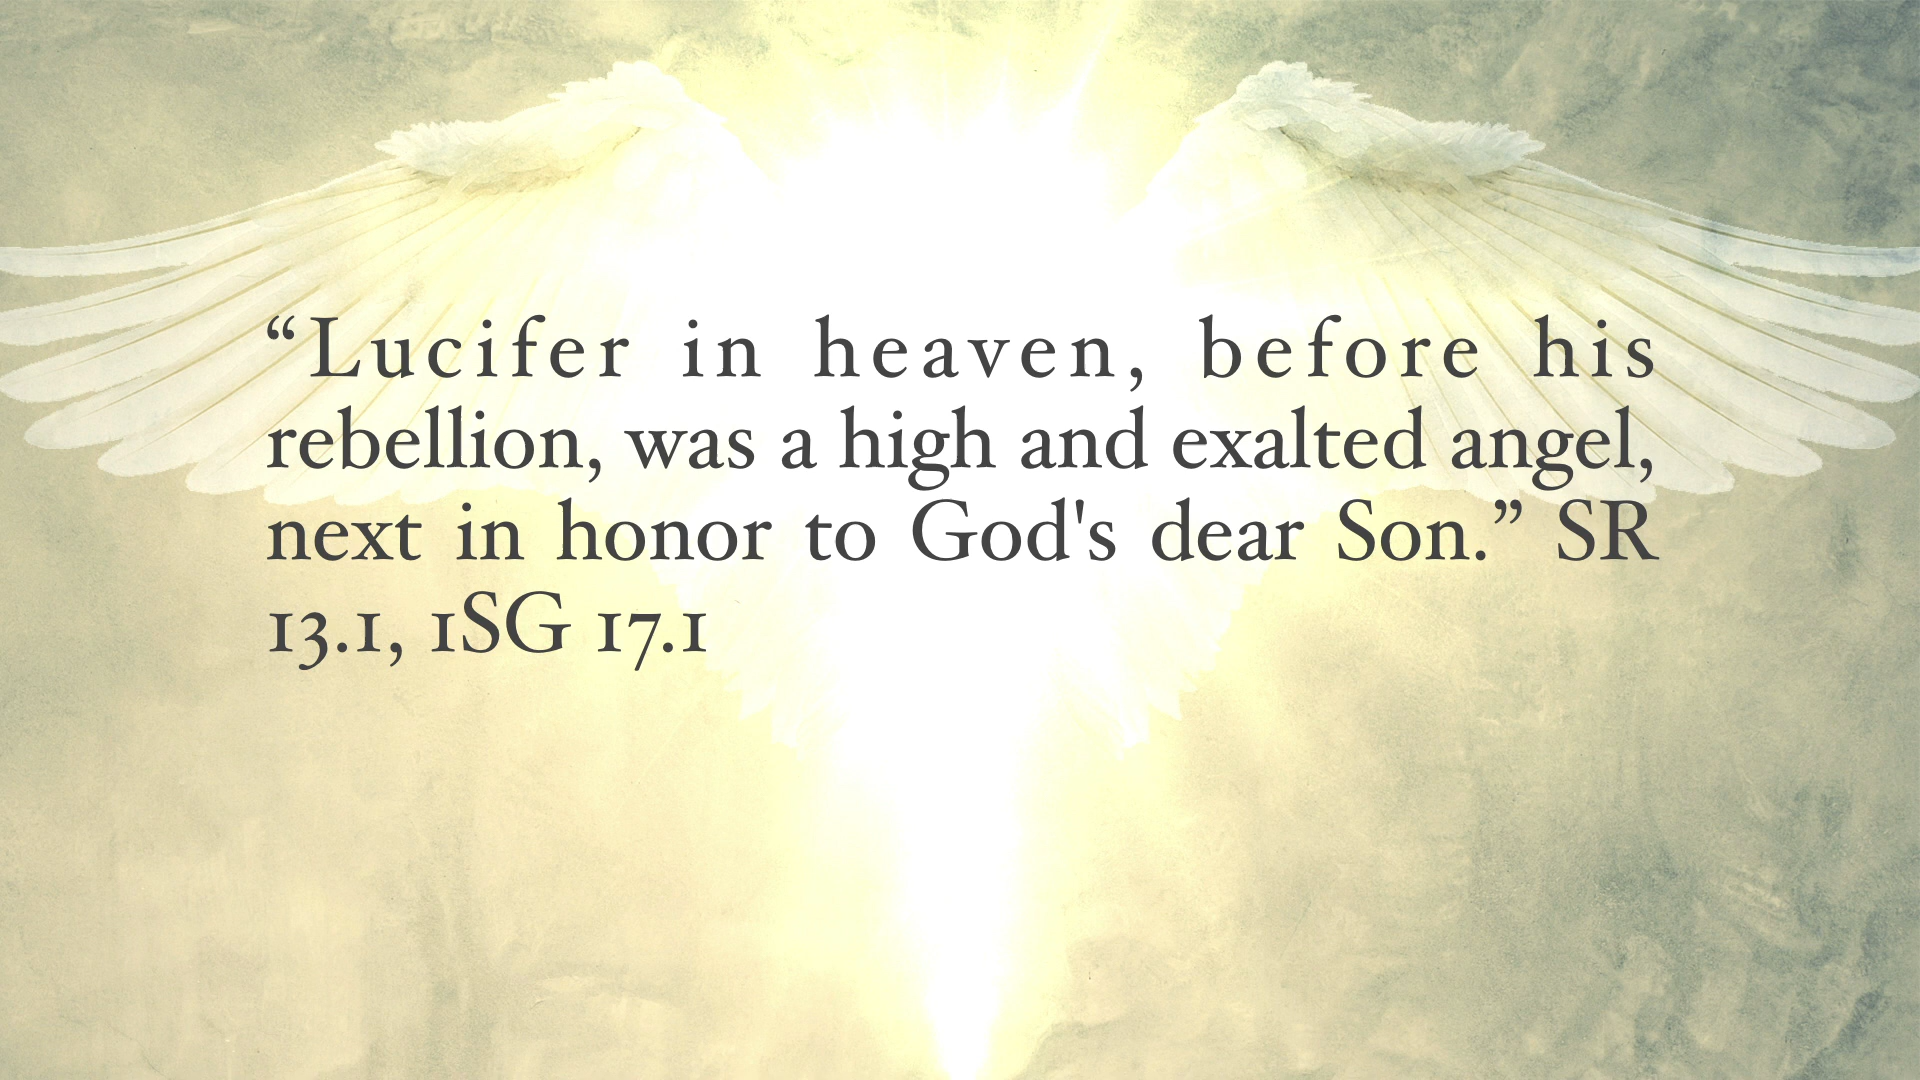 “Lucifer in heaven, before his
rebellion, was a high and exalted angel,
next in honor to God's dear Son.” SR
13.1, 1SG 17.1